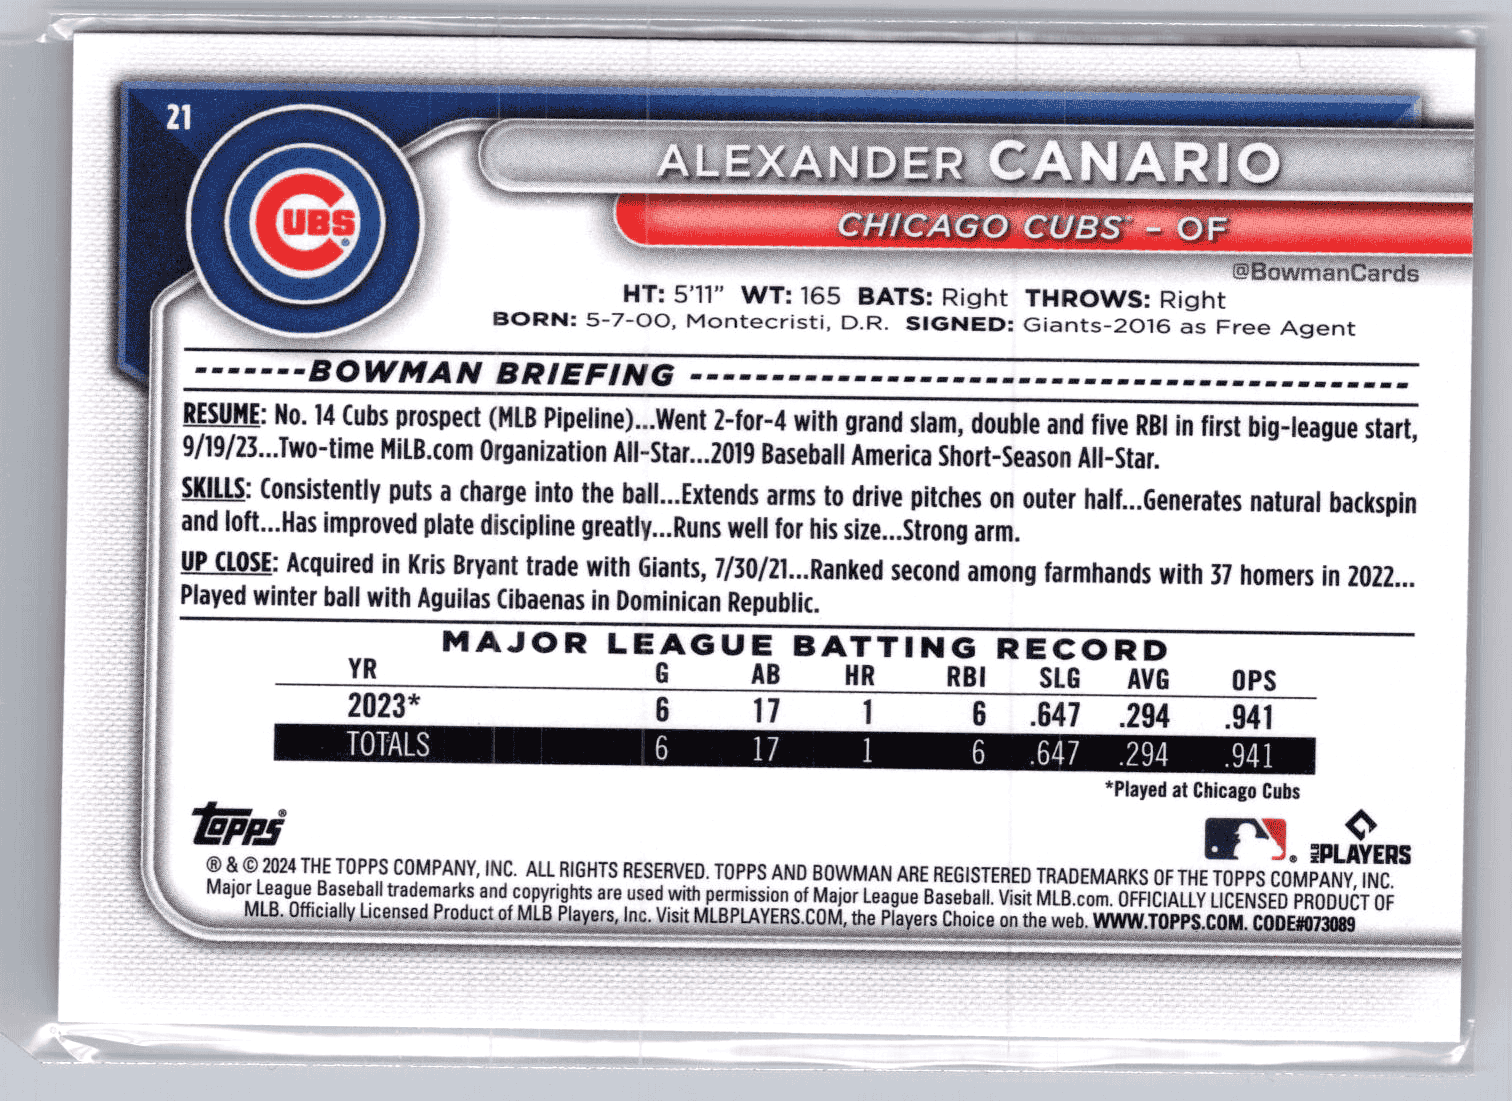 21
CUBS
ALEXANDER CANARIO
CHICAGO CUBS™ – OF
@BowmanCards
HT: 5'11" WT: 165 BATS: Right THROWS: Right
BORN: 5-7-00, Montecristi, D.R. SIGNED: Giants-2016 as Free Agent
BOWMAN BRIEFING
RESUME: No. 14 Cubs prospect (MLB Pipeline)...Went 2-for-4 with grand slam, double and five RBI in first big-league start,
9/19/23...Two-time MiLB.com Organization All-Star...2019 Baseball America Short-Season All-Star.
SKILLS: Consistently puts a charge into the ball...Extends arms to drive pitches on outer half...Generates natural backspin
and loft...Has improved plate discipline greatly...Runs well for his size...Strong arm.
UP CLOSE: Acquired in Kris Bryant trade with Giants, 7/30/21...Ranked second among farmhands with 37 homers in 2022...
Played winter ball with Aguilas Cibaenas in Dominican Republic.
MAJOR LEAGUE BATTING RECORD
YR G AB HR RBI SLG AVG OPS
2023* 6 17 1 6 .647 .294 .941
TOTALS 6 17 1 6 .647 .294 .941
*Played at Chicago Cubs
Topps®
MLB PLAYERS
® & © 2024 THE TOPPS COMPANY, INC. ALL RIGHTS RESERVED. TOPPS AND BOWMAN ARE REGISTERED TRADEMARKS OF THE TOPPS COMPANY, INC.
Major League Baseball trademarks and copyrights are used with permission of Major League Baseball. Visit MLB.com. OFFICIALLY LICENSED PRODUCT OF
MLB. Officially Licensed Product of MLB Players, Inc. Visit MLBPLAYERS.COM, the Players Choice on the web. WWW.TOPPS.COM. CODE#073089